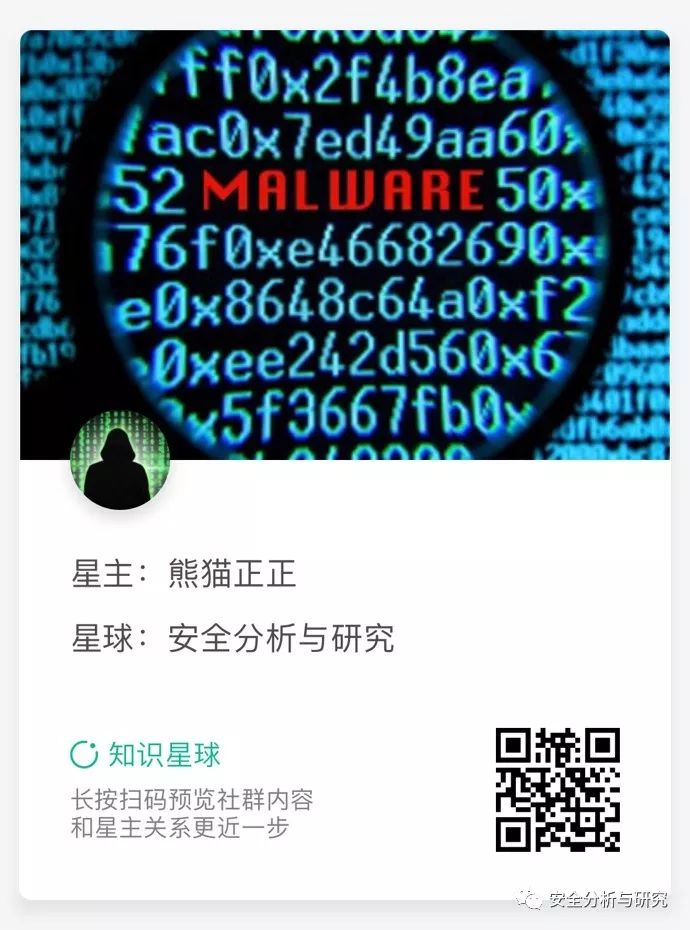 ff0x2f4b8ea
ac0x7ed49aa60x
52 MALWARE 50x
76f0xe46682690x
e0x8648c64a0xf2
0xee242d560x6
0x5f3667fb0x
星主：熊猫正正
星球：安全分析与研究
知识星球
长按扫码预览社群内容
和星主关系更近一步
安全分析与研究